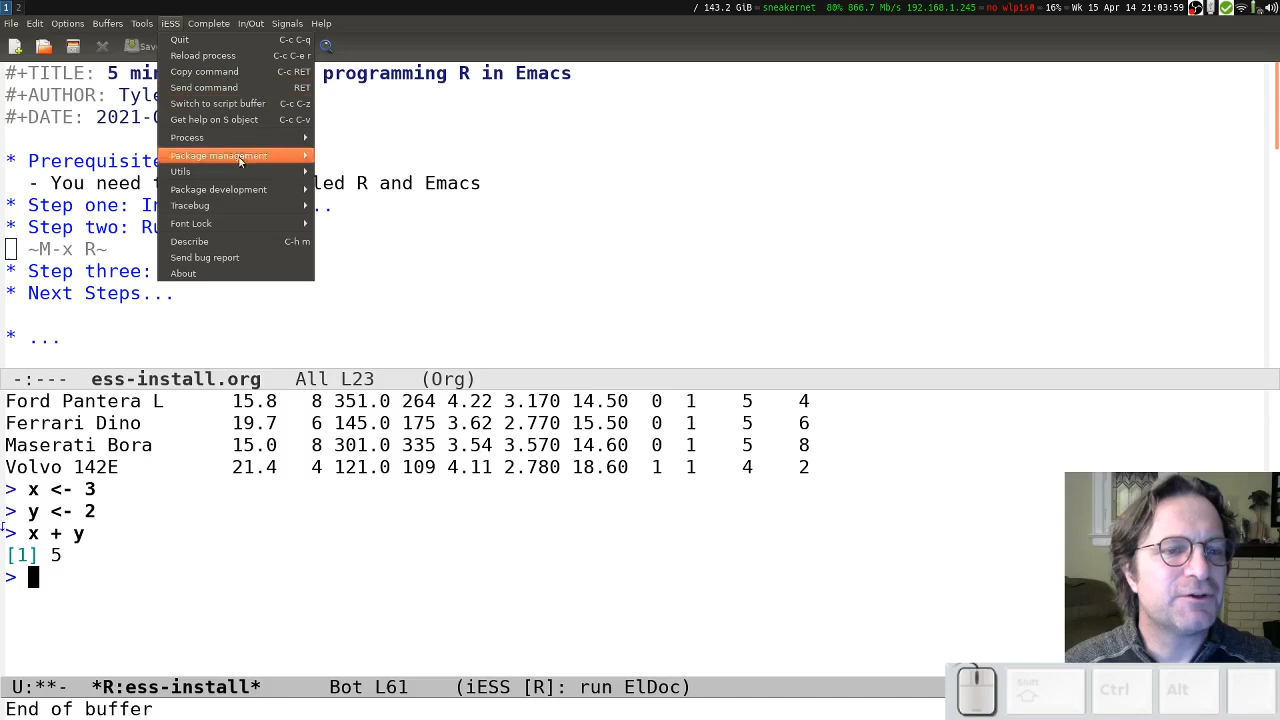 1 2 / 143.2 GiB = sneakernet 80% 866.7 Mb/s 192.168.1.245 = no wlp1s0 = 16% = Wk 15 Apr 14 21:03:59
File Edit Options Buffers Tools iESS Complete In/Out Signals Help
Save
Quit C-c C-q
Reload process C-c C-e r
Copy command C-c RET
Send command RET
Switch to script buffer C-c C-z
Get help on S object C-c C-v
Process
Package management
Utils
Package development
Tracebug
Font Lock
Describe C-h m
Send bug report
About
#+TITLE: 5 programming R in Emacs
#+AUTHOR:
#+DATE: 2021-
* 
- You need R and Emacs
* Step one: ..
* Step two:
~M-x R~
* Step three:
* Next Steps...
* ...
-:--- ess-install.org All L23 (Org)
Ford Pantera L 15.8 8 351.0 264 4.22 3.170 14.50 0 1 5 4
Ferrari Dino 19.7 6 145.0 175 3.62 2.770 15.50 0 1 5 6
Maserati Bora 15.0 8 301.0 335 3.54 3.570 14.60 0 1 5 8
Volvo 142E 21.4 4 121.0 109 4.11 2.780 18.60 1 1 4 2
> x <- 3
> y <- 2
> x + y
[1] 5
>
U:**- *R:ess-install* Bot L61 (iESS [R]: run ElDoc)
End of buffer
Shift Ctrl Alt